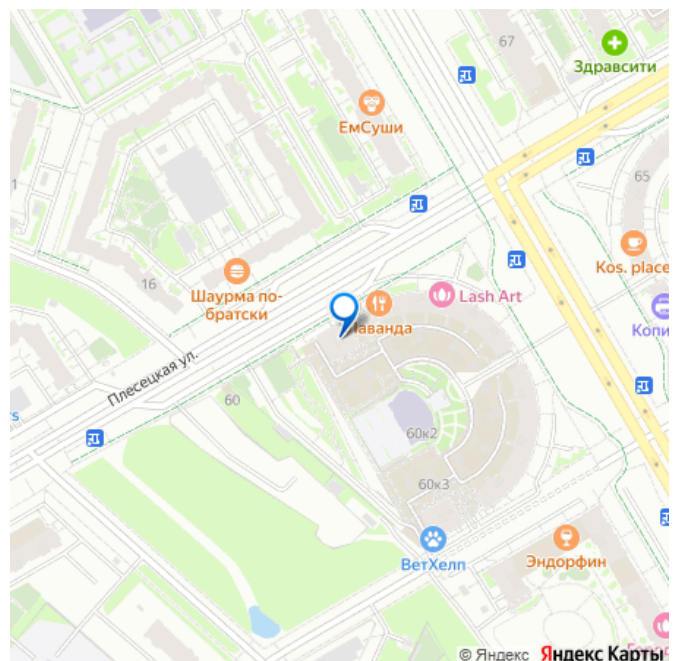 67
Здравсити
ЕмСуши
65
16
Шаурма по-
братски
Kos. place
Lash Art
Лаванда
Копи
Плесецкая ул.
60
60к2
60к3
ВетХелп
Эндорфин
© Яндекс Яндекс Карты